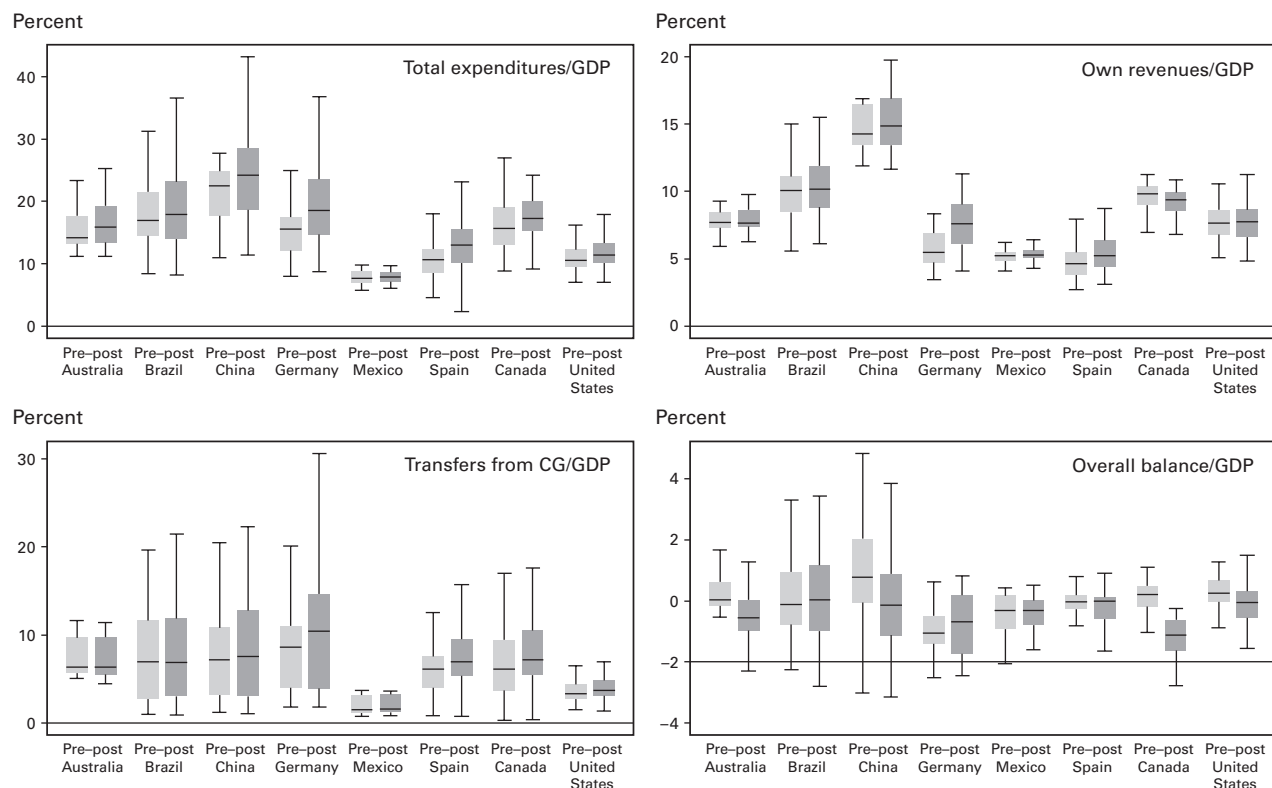 Percent
Total expenditures/GDP
40
30
20
10
0
Pre–post Pre–post Pre–post Pre–post Pre–post Pre–post Pre–post Pre–post
Australia Brazil China Germany Mexico Spain Canada United
States
Percent
Own revenues/GDP
20
15
10
5
0
Pre–post Pre–post Pre–post Pre–post Pre–post Pre–post Pre–post Pre–post
Australia Brazil China Germany Mexico Spain Canada United
States
Percent
Transfers from CG/GDP
30
20
10
0
Pre–post Pre–post Pre–post Pre–post Pre–post Pre–post Pre–post Pre–post
Australia Brazil China Germany Mexico Spain Canada United
States
Percent
Overall balance/GDP
4
2
0
–2
–4
Pre–post Pre–post Pre–post Pre–post Pre–post Pre–post Pre–post Pre–post
Australia Brazil China Germany Mexico Spain Canada United
States